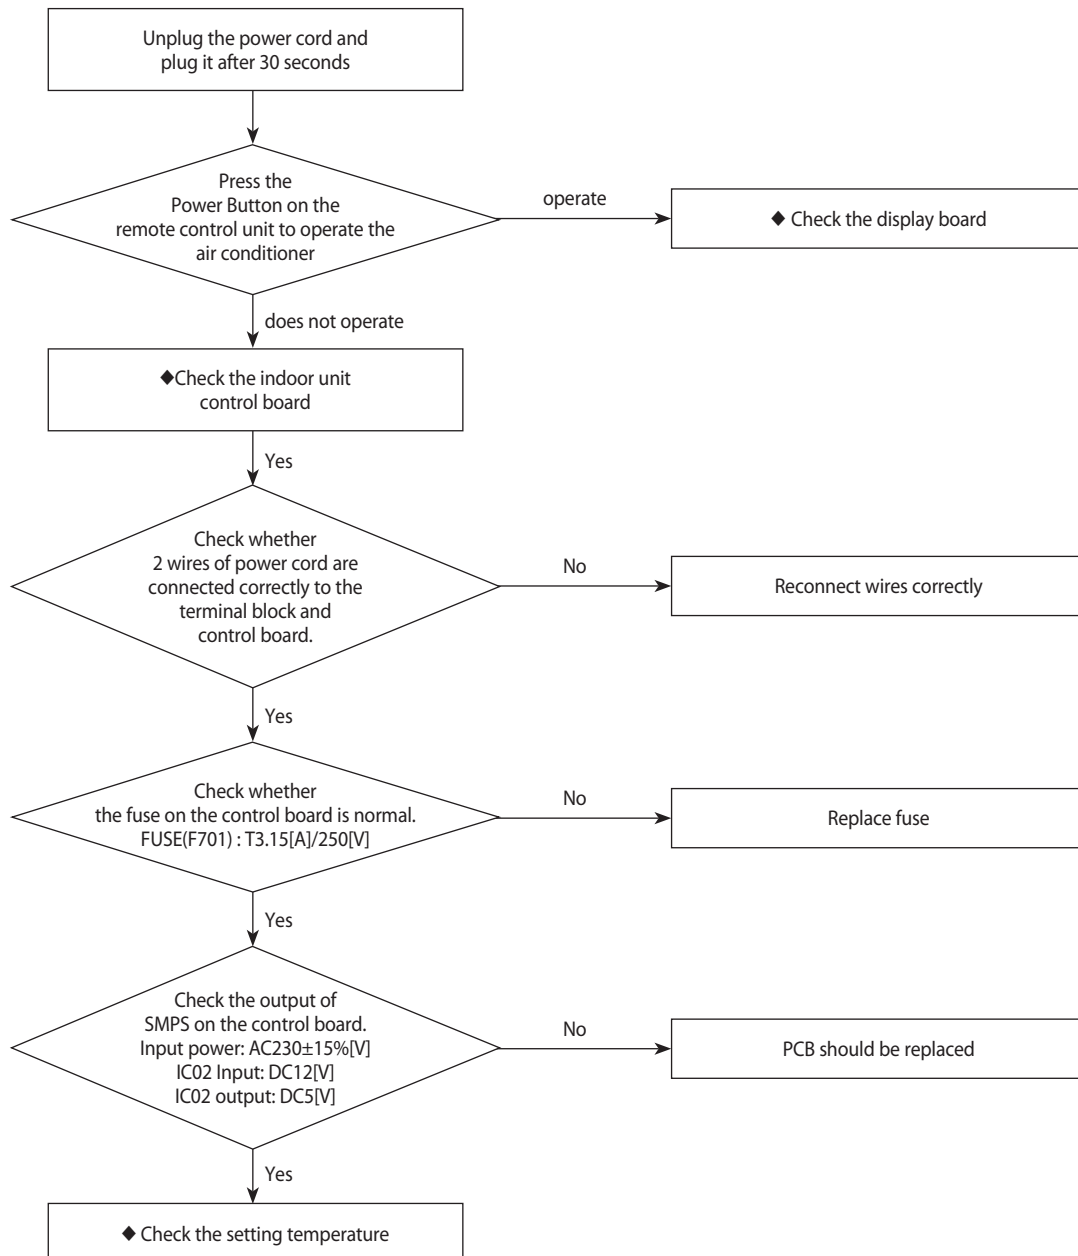 Unplug the power cord and
plug it after 30 seconds
Press the
Power Button on the
remote control unit to operate the
air conditioner
operate
◆ Check the display board
does not operate
◆Check the indoor unit
control board
Yes
Check whether
2 wires of power cord are
connected correctly to the
terminal block and
control board.
No
Reconnect wires correctly
Yes
Check whether
the fuse on the control board is normal.
FUSE(F701) : T3.15[A]/250[V]
No
Replace fuse
Yes
Check the output of
SMPS on the control board.
Input power: AC230±15%[V]
IC02 Input: DC12[V]
IC02 output: DC5[V]
No
PCB should be replaced
Yes
◆ Check the setting temperature